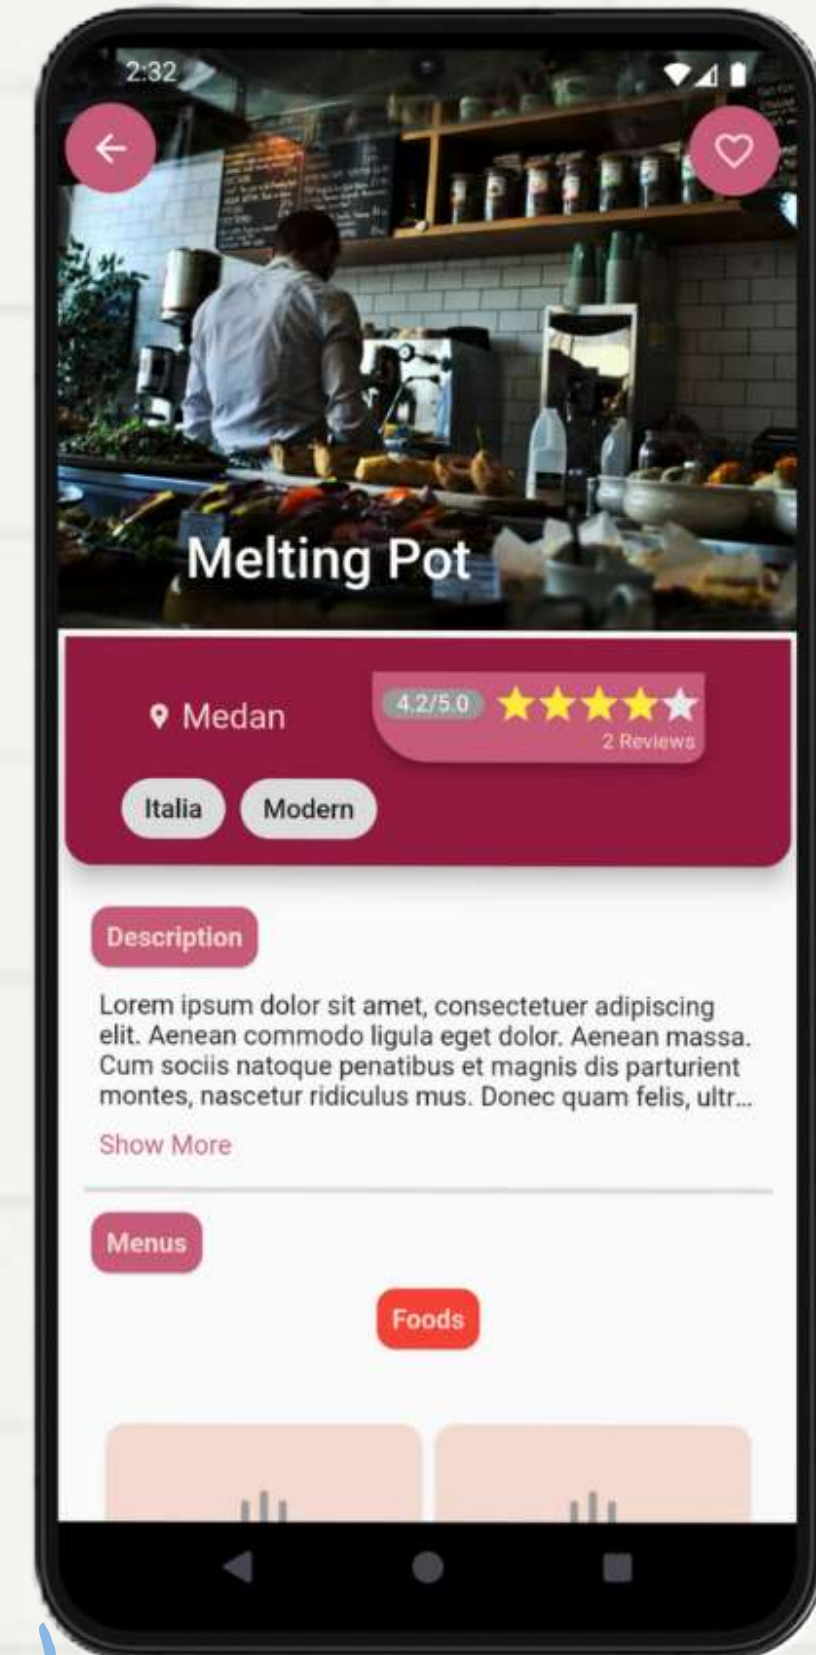 2:32
Melting Pot
Medan
4.2/5.0
2 Reviews
Italia
Modern
Description
Lorem ipsum dolor sit amet, consectetuer adipiscing
elit. Aenean commodo ligula eget dolor. Aenean massa.
Cum sociis natoque penatibus et magnis dis parturient
montes, nascetur ridiculus mus. Donec quam felis, ultr...
Show More
Menus
Foods